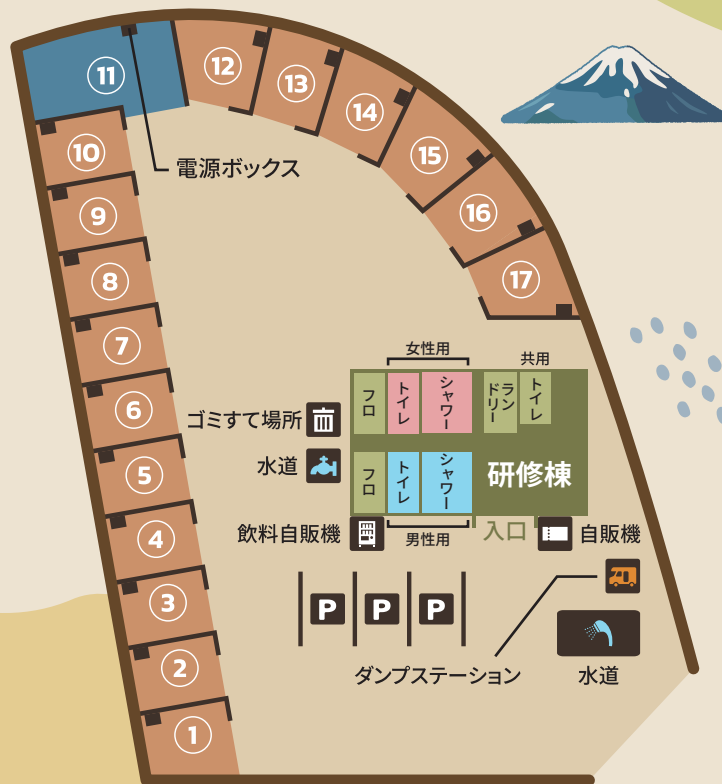 11
12
13
14
15
16
17
10
9
8
7
6
5
4
3
2
1
電源ボックス
女性用
共用
フロ
トイレ
シャワー
ランドリー
トイレ
ゴミすて場所
水道
フロ
トイレ
シャワー
研修棟
飲料自販機
男性用
入口
自販機
P
P
P
ダンプステーション
水道